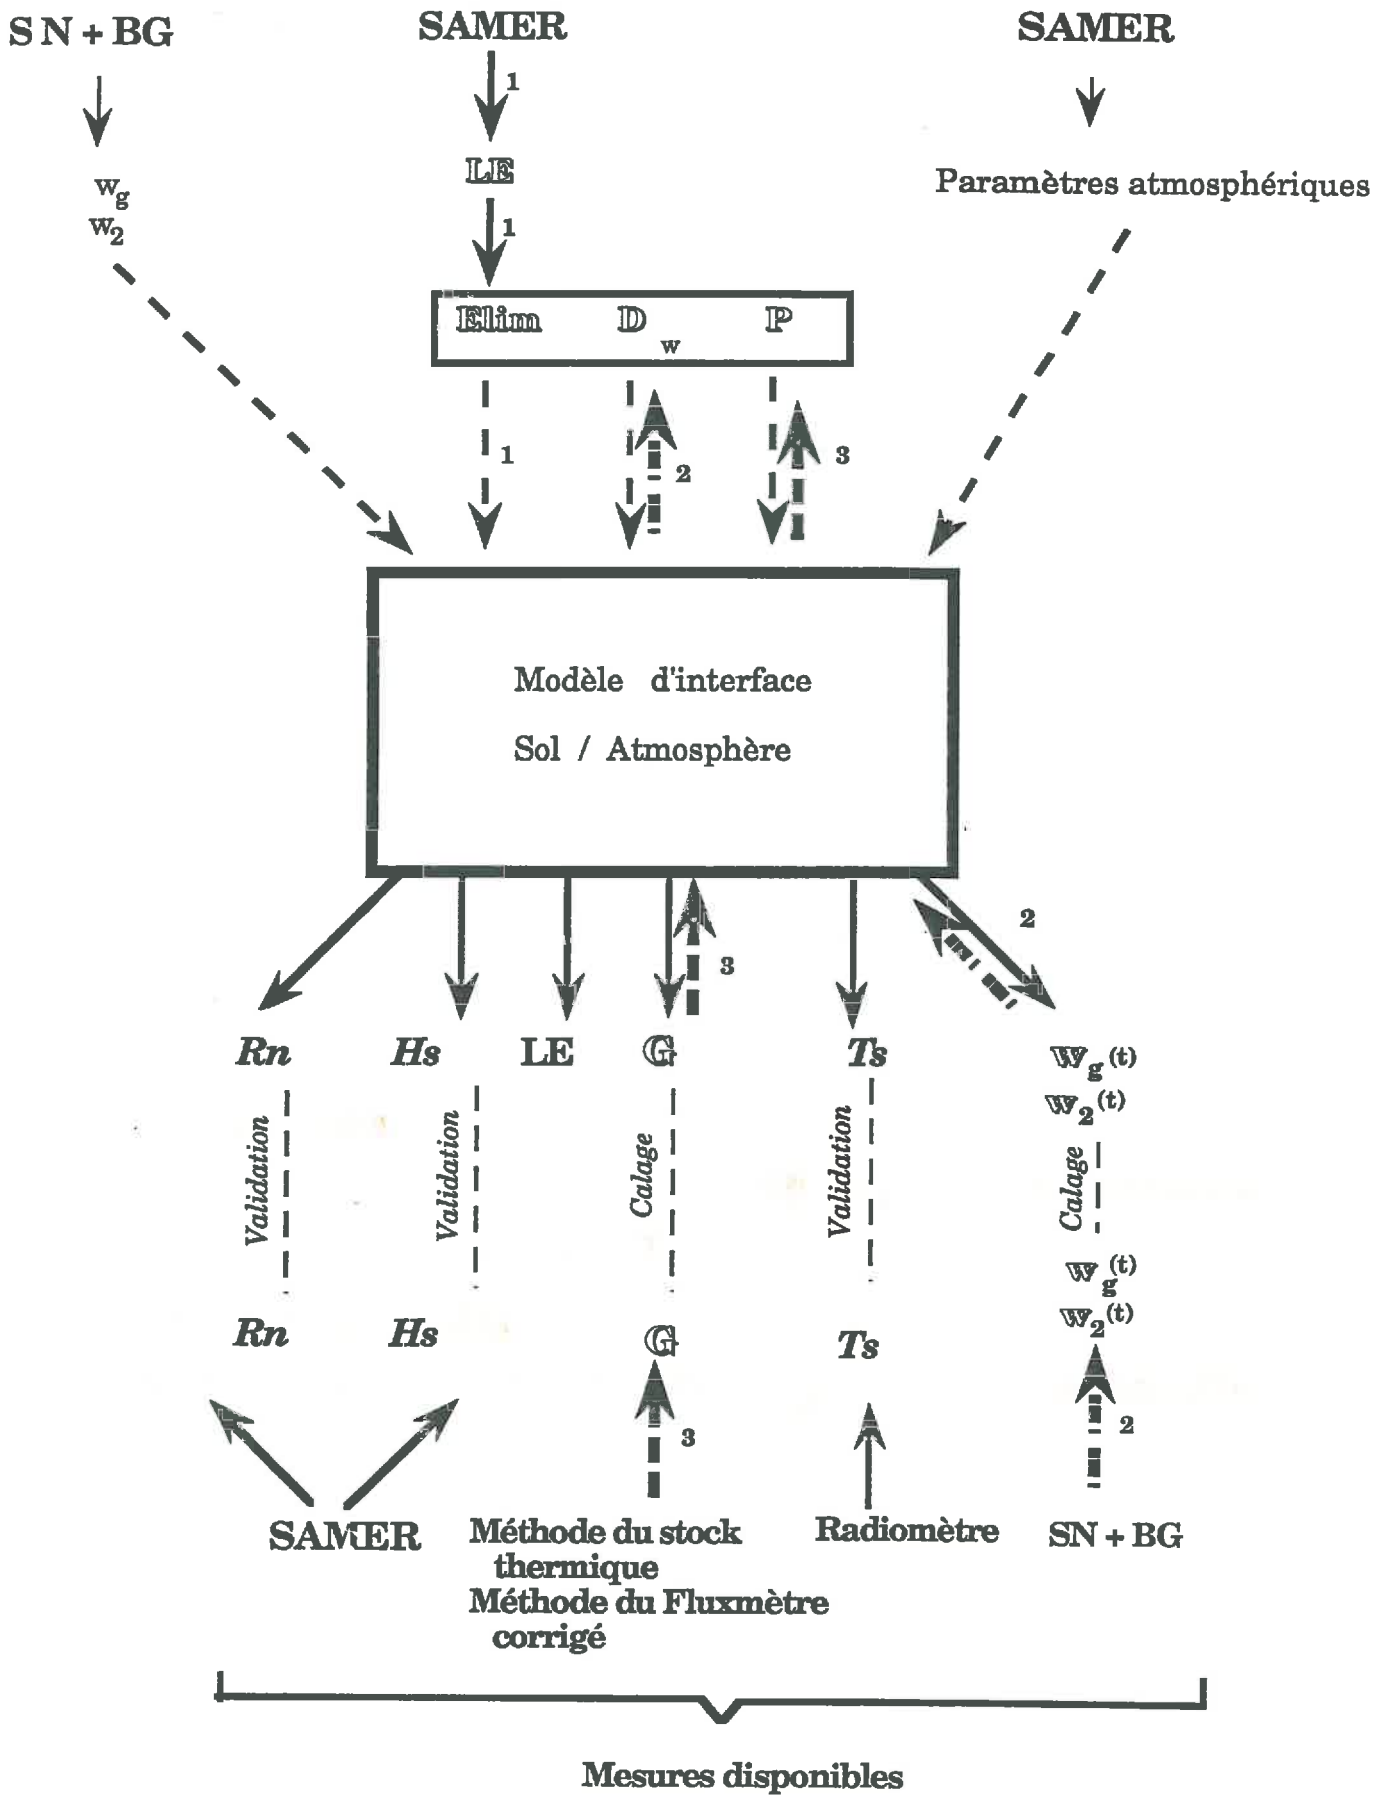 SN + BG
SAMER
SAMER
1
LE
wg
w2
Paramètres atmosphériques
1
Elim Dw P
1
2
3
Modèle d'interface
Sol / Atmosphère
2
3
Rn Hs LE G Ts wg(t)
w2(t)
Validation
Validation
Calage
Validation
Calage
wg(t)
w2(t)
Rn Hs G Ts
3
2
SAMER
Méthode du stock
thermique
Méthode du Fluxmètre
corrigé
Radiomètre
SN + BG
Mesures disponibles